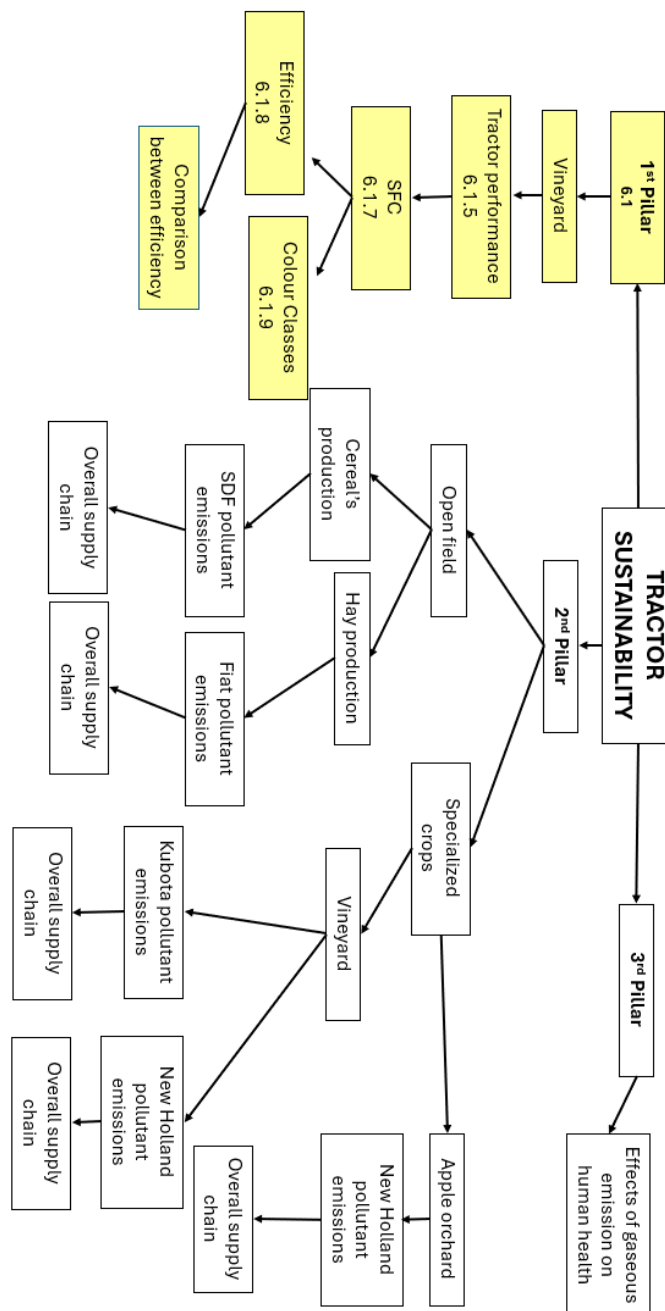 TRACTOR
SUSTAINABILITY
1st Pillar
6.1
Vineyard
Tractor performance
6.1.5
SFC
6.1.7
Efficiency
6.1.8
Colour Classes
6.1.9
Comparison
between efficiency
2nd Pillar
Open field
Cereal's
production
SDF pollutant
emissions
Overall supply
chain
Hay production
Fiat pollutant
emissions
Overall supply
chain
Specialized
crops
Vineyard
Kubota pollutant
emissions
Overall supply
chain
New Holland
pollutant
emissions
Overall supply
chain
Apple orchard
New Holland
pollutant
emissions
Overall supply
chain
3rd Pillar
Effects of gaseous
emission on
human health